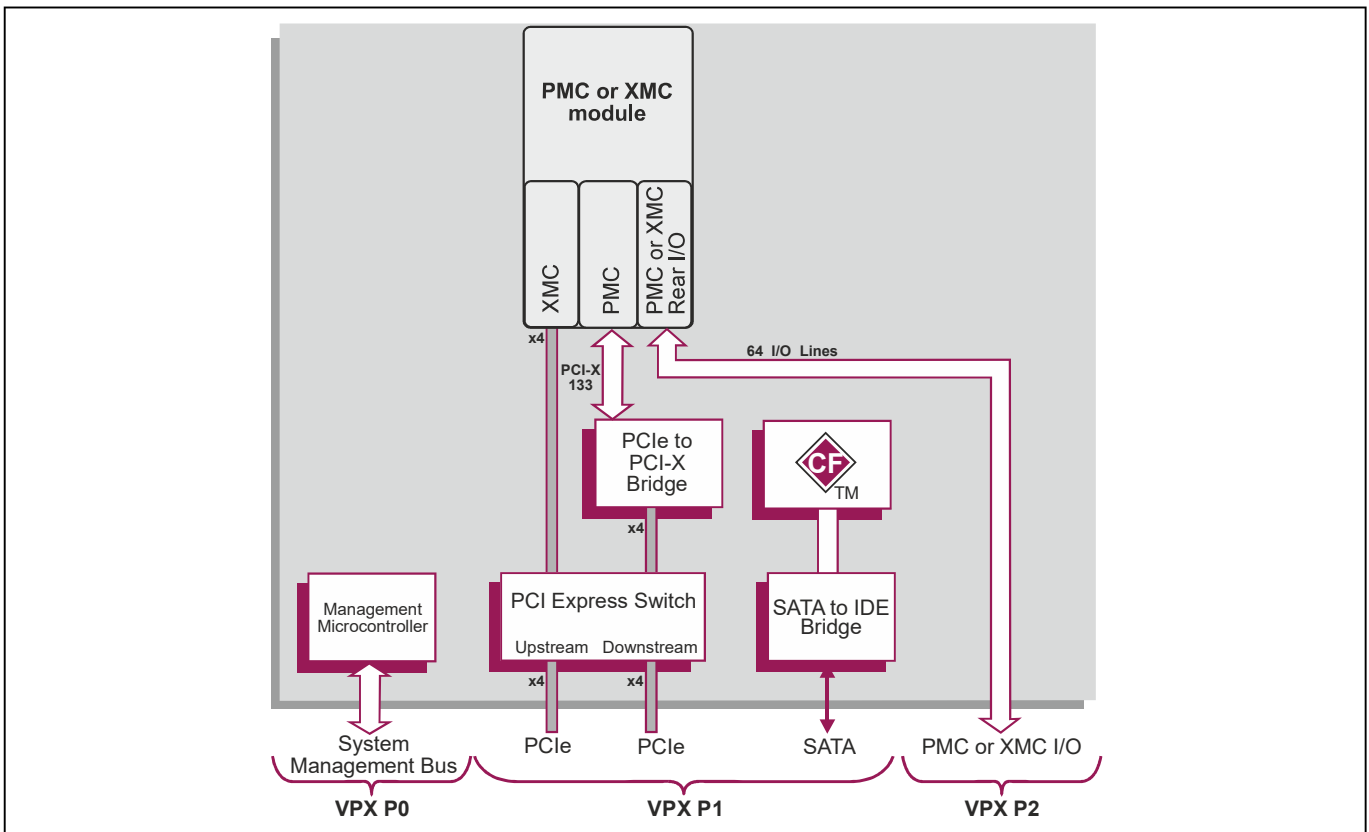 PMC or XMC
module
XMC
PMC
PMC or XMC
Rear I/O
x4
PCI-X
133
64 I/O Lines
PCIe to
PCI-X
Bridge
CF
TM
x4
Management
Microcontroller
PCI Express Switch
Upstream Downstream
SATA to IDE
Bridge
x4
x4
System
Management Bus
PCIe
PCIe
SATA
PMC or XMC I/O
VPX P0
VPX P1
VPX P2